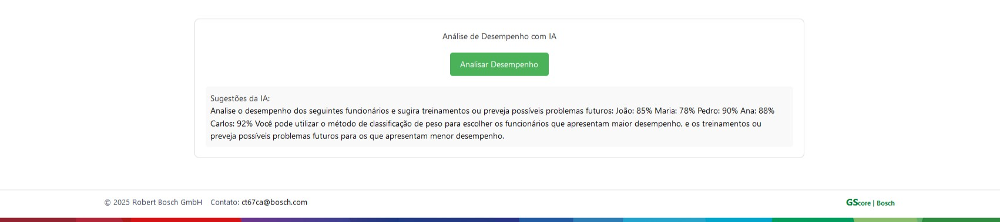 Análise de Desempenho com IA
Analisar Desempenho
Sugestões da IA:
Analise o desempenho dos seguintes funcionários e sugira treinamentos ou preveja possíveis problemas futuros: João: 85% Maria: 78% Pedro: 90% Ana: 88%
Carlos: 92% Você pode utilizar o método de classificação de peso para escolher os funcionários que apresentam maior desempenho, e os treinamentos ou
preveja possíveis problemas futuros para os que apresentam menor desempenho.
© 2025 Robert Bosch GmbH Contato: ct67ca@bosch.com
GScore | Bosch